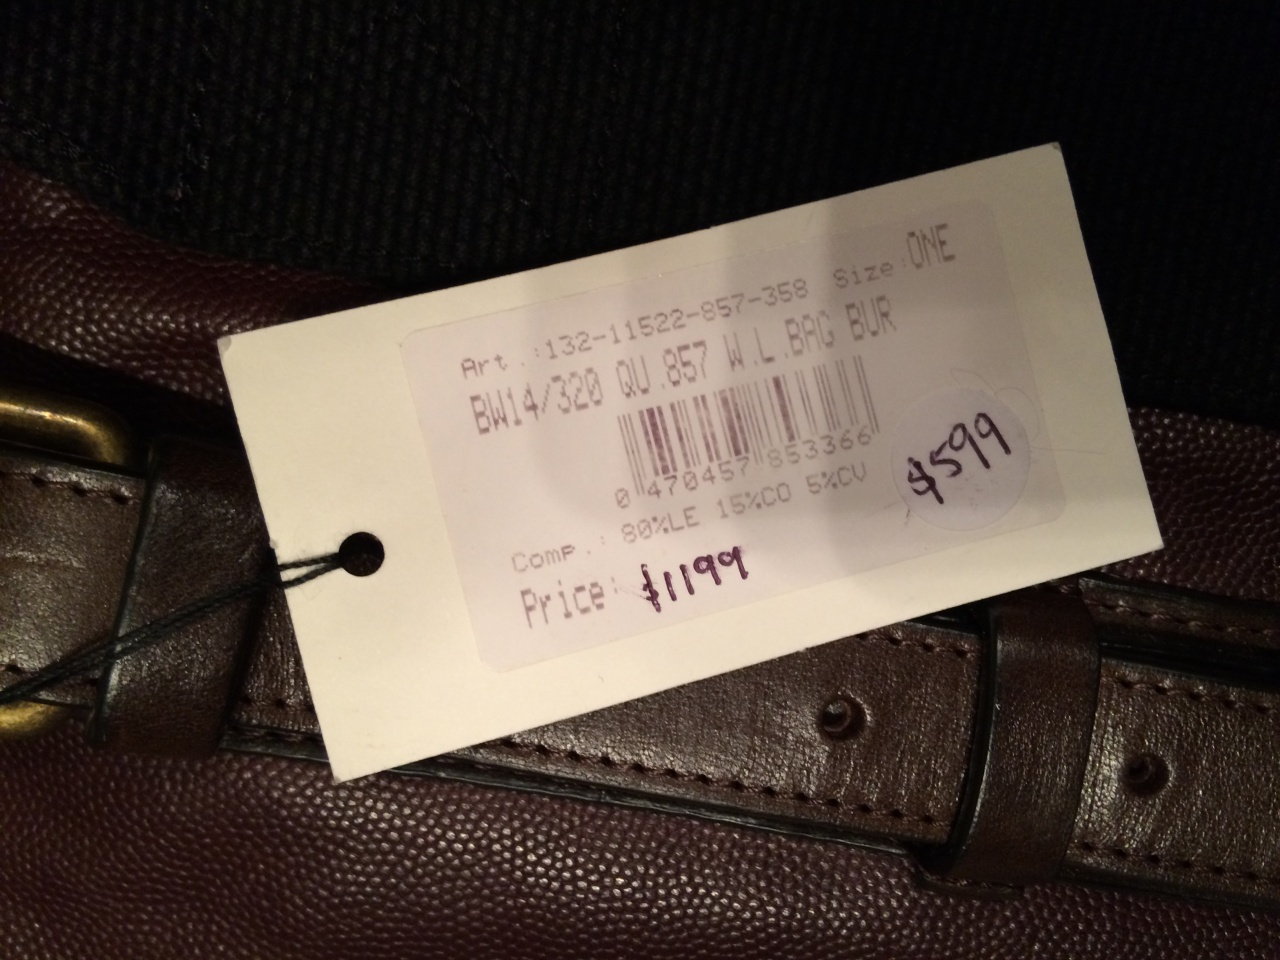 Art.:132-11522-857-358 Size:ONE
BW14/320 QU.857 W.L.BAG BUR
0 470457 853366
$599
Comp.: 80%LE 15%CO 5%CV
Price: $1199